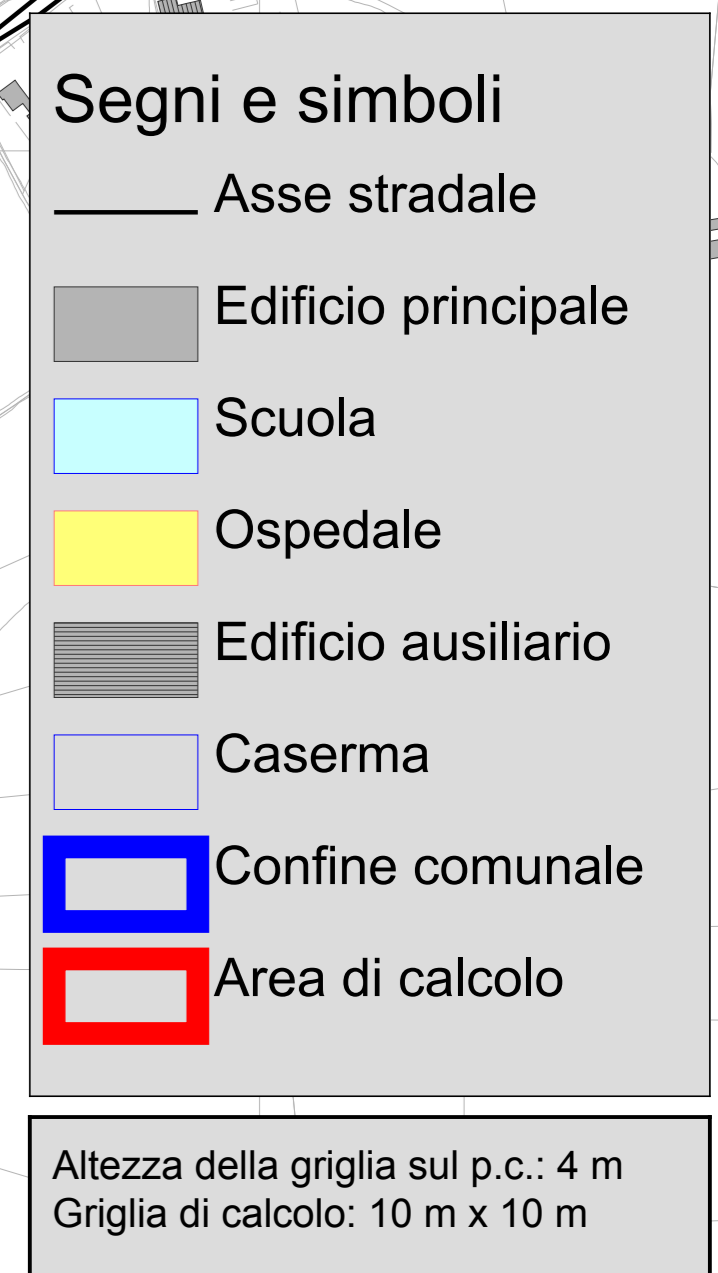 Segni e simboli
Asse stradale
Edificio principale
Scuola
Ospedale
Edificio ausiliario
Caserma
Confine comunale
Area di calcolo
Altezza della griglia sul p.c.: 4 m
Griglia di calcolo: 10 m x 10 m